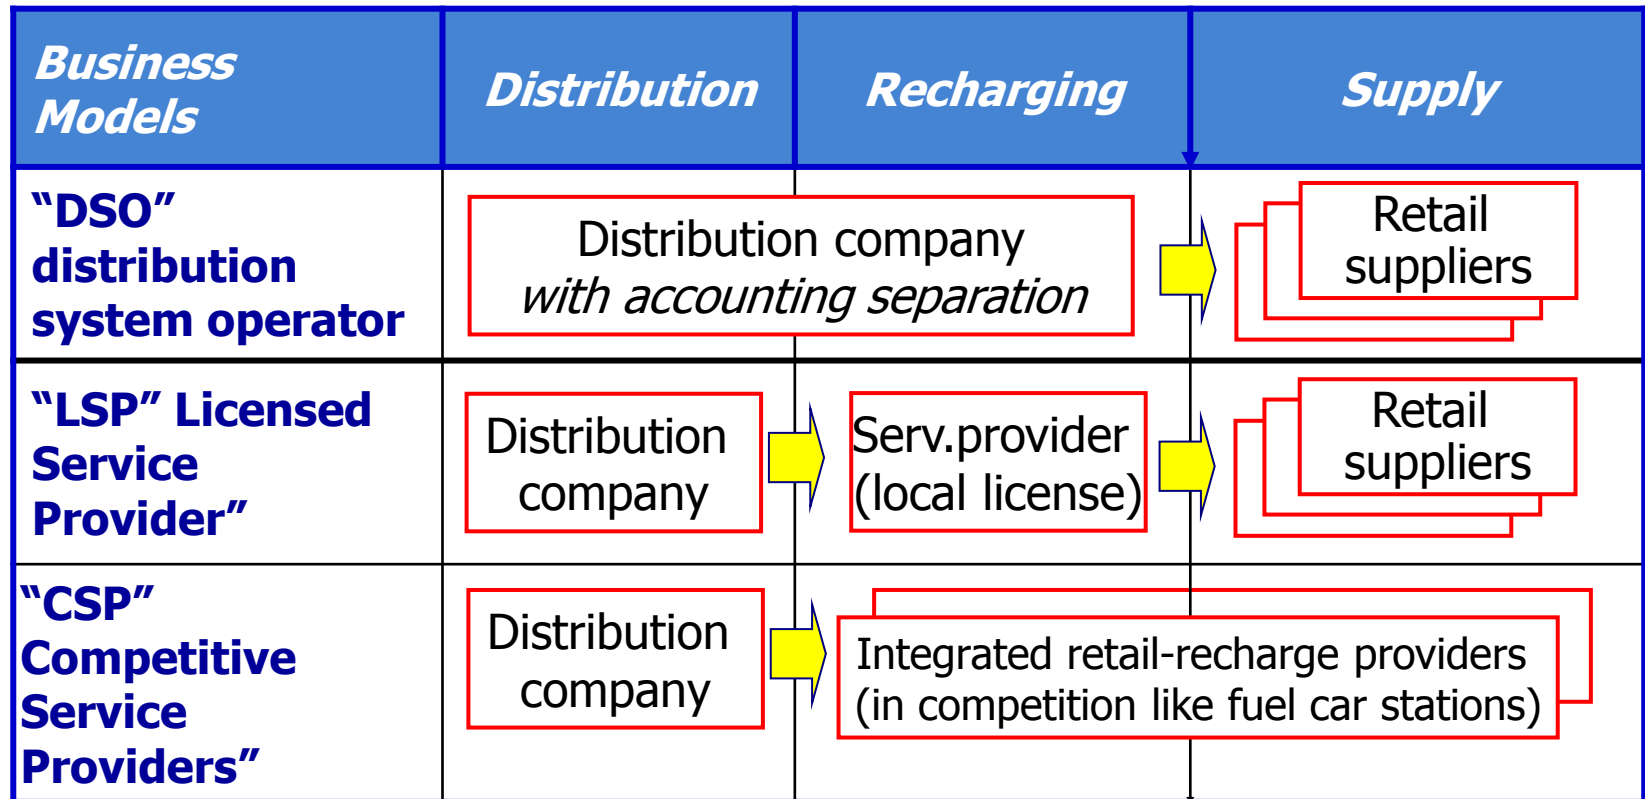 Business
Models
Distribution
Recharging
Supply
“DSO”
distribution
system operator
Distribution company
with accounting separation
Retail
suppliers
“LSP” Licensed
Service
Provider”
Distribution
company
Serv.provider
(local license)
Retail
suppliers
“CSP”
Competitive
Service
Providers”
Distribution
company
Integrated retail-recharge providers
(in competition like fuel car stations)